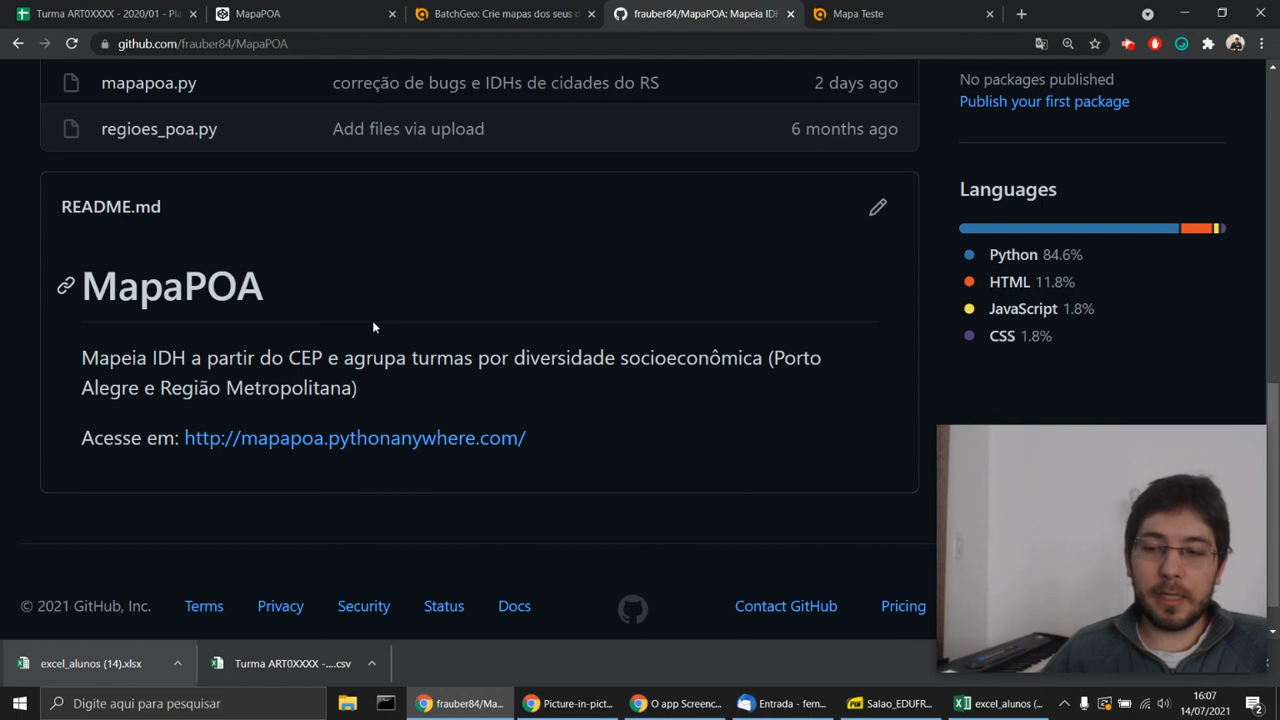 Turma ART0XXXX - 2020/01 - Pla
MapaPOA
BatchGeo: Crie mapas dos seus d
frauber84/MapaPOA: Mapeia IDH
Mapa Teste
github.com/frauber84/MapaPOA
mapapoa.py correção de bugs e IDHs de cidades do RS 2 days ago
regioes_poa.py Add files via upload 6 months ago
No packages published
Publish your first package
README.md
MapaPOA
Mapeia IDH a partir do CEP e agrupa turmas por diversidade socioeconômica (Porto
Alegre e Região Metropolitana)
Acesse em: http://mapapoa.pythonanywhere.com/
Languages
Python 84.6%
HTML 11.8%
JavaScript 1.8%
CSS 1.8%
© 2021 GitHub, Inc. Terms Privacy Security Status Docs Contact GitHub Pricing
excel_alunos (14).xlsx
Turma ART0XXXX -....csv
Digite aqui para pesquisar
frauber84/Ma...
Picture-in-pict...
O app Screenc...
Entrada - fern...
Salao_EDUFR...
excel_alunos (...
16:07
14/07/2021
2